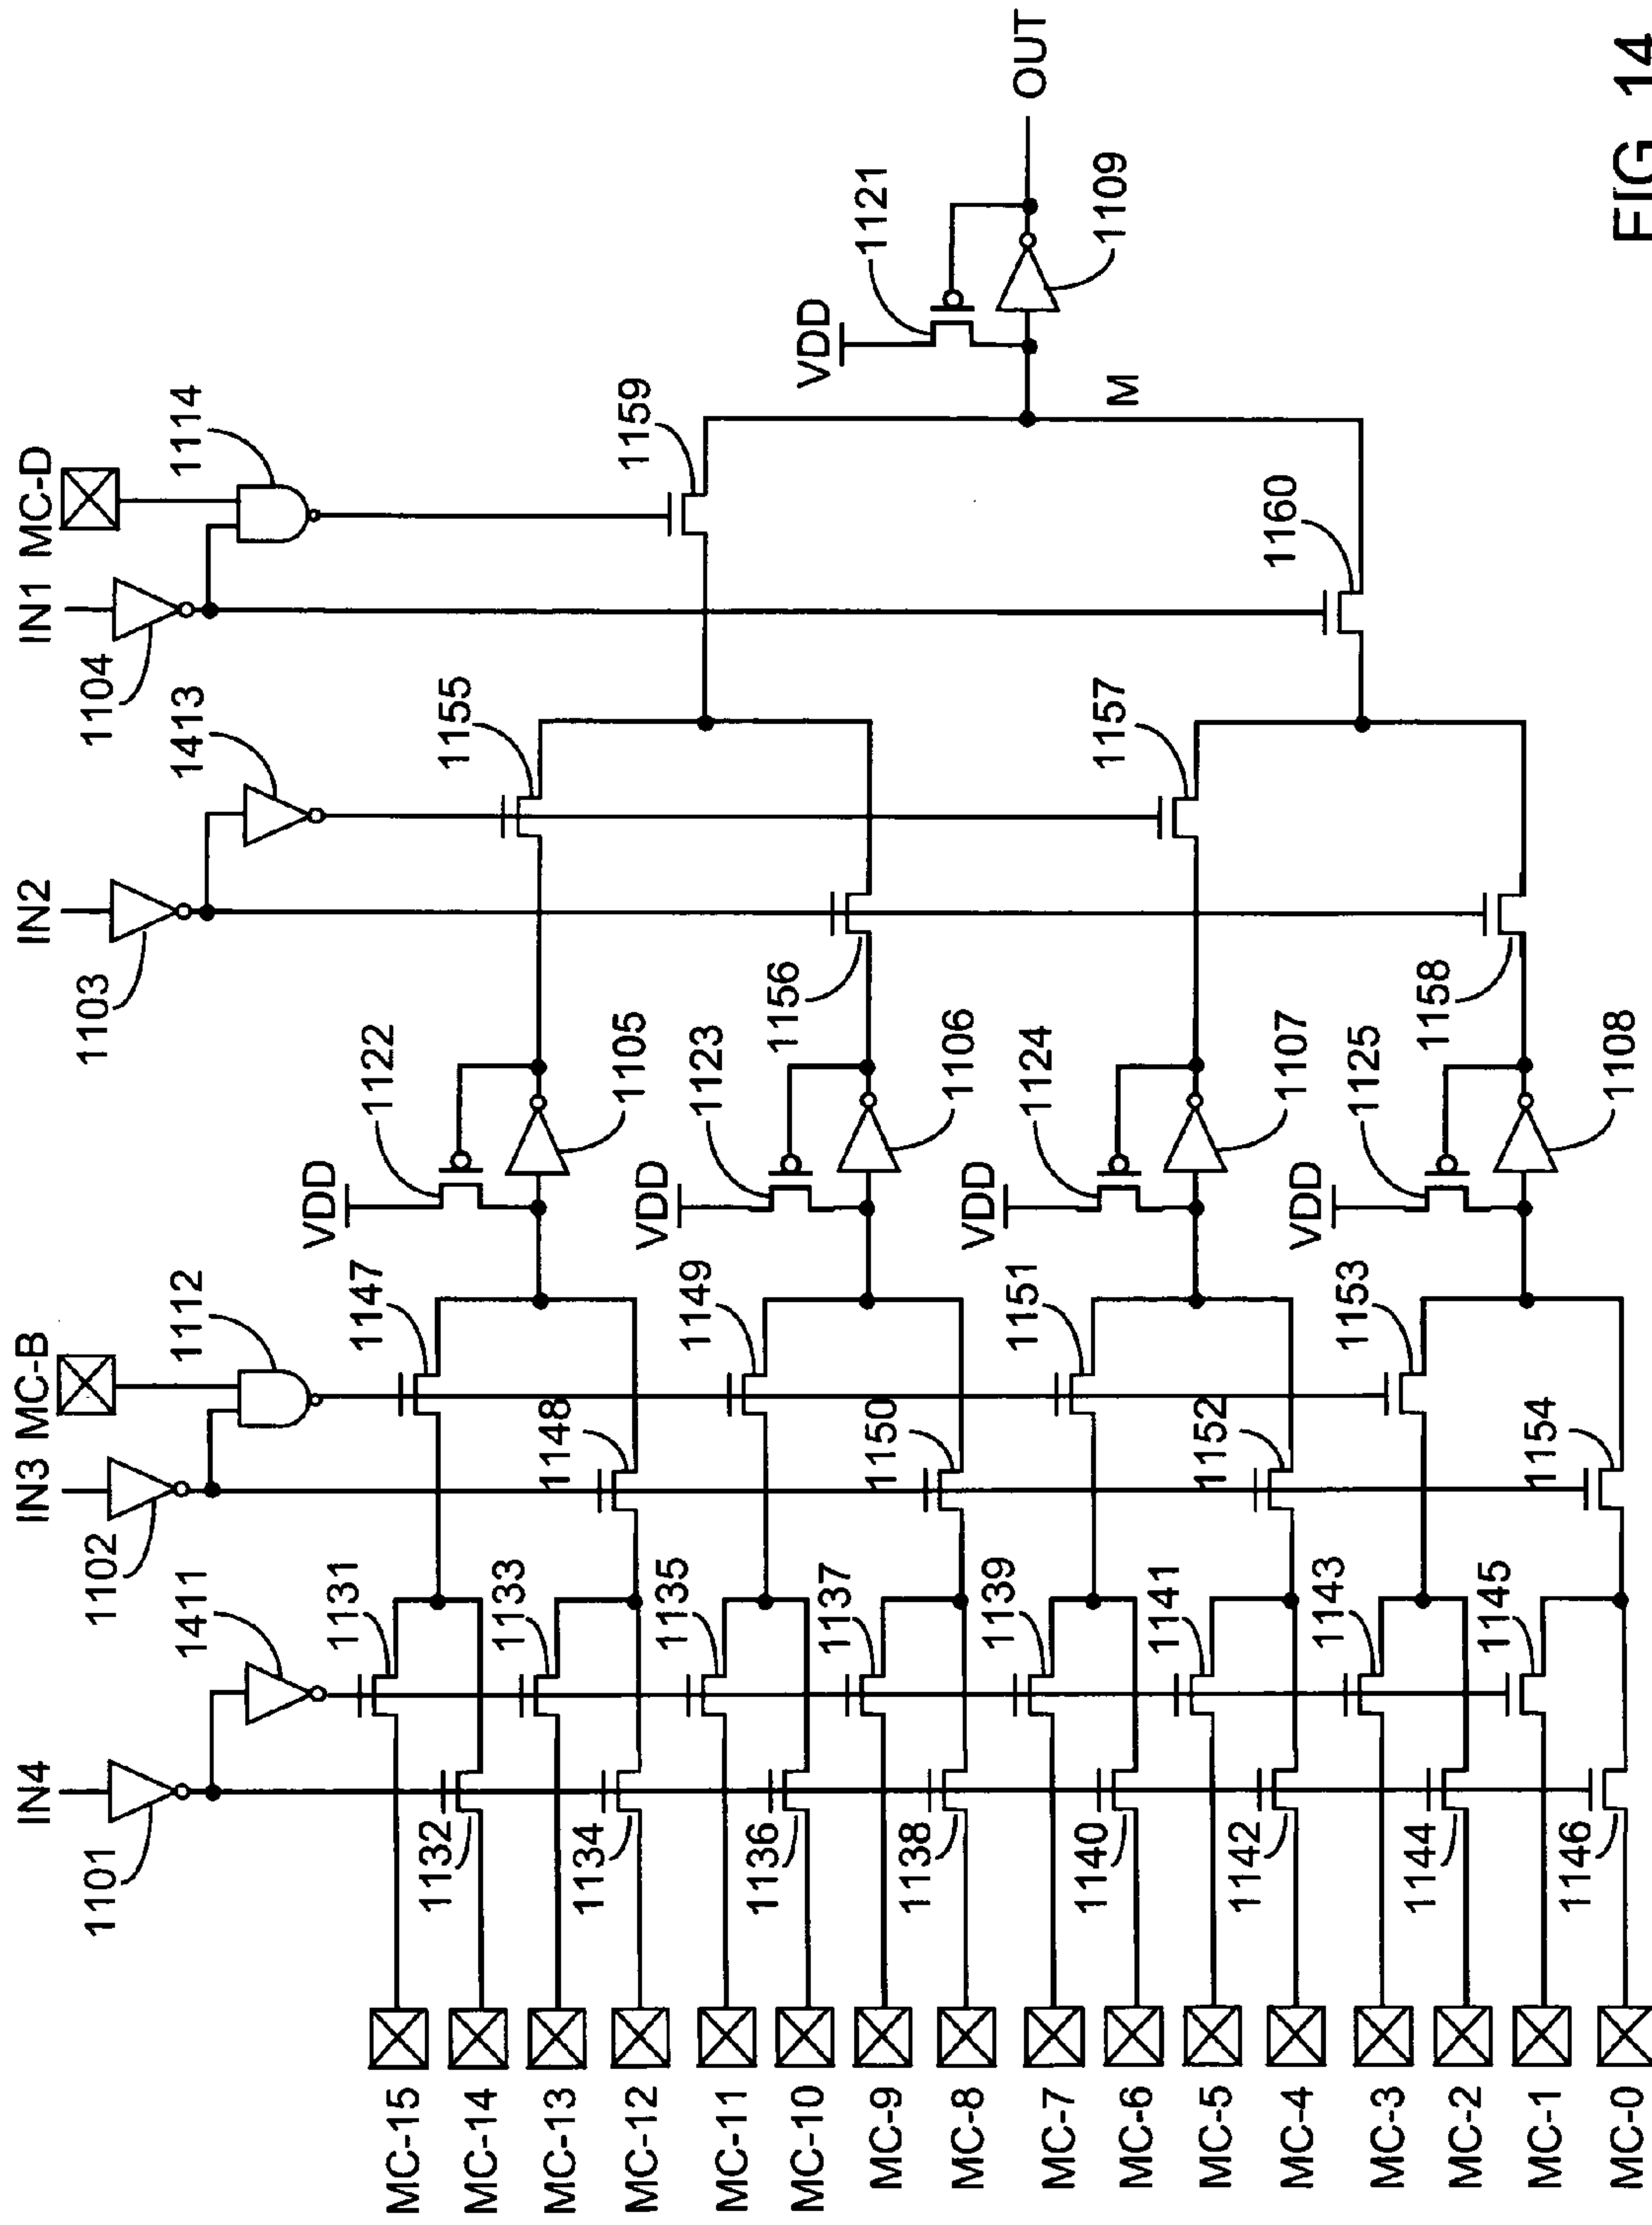 IN4
IN3 MC-B
IN2
IN1 MC-D
1101
1411
1102
1112
1103
1413
1104
1114
1131
1132
1133
1134
1135
1136
1137
1138
1139
1140
1141
1142
1143
1144
1145
1146
1147
1148
1149
1150
1151
1152
1153
1154
VDD
1122
1105
VDD
1123
1106
VDD
1124
1107
VDD
1125
1108
1155
1156
1157
1158
1159
1160
M
VDD
1121
1109
OUT
MC-15
MC-14
MC-13
MC-12
MC-11
MC-10
MC-9
MC-8
MC-7
MC-6
MC-5
MC-4
MC-3
MC-2
MC-1
MC-0
FIG 14